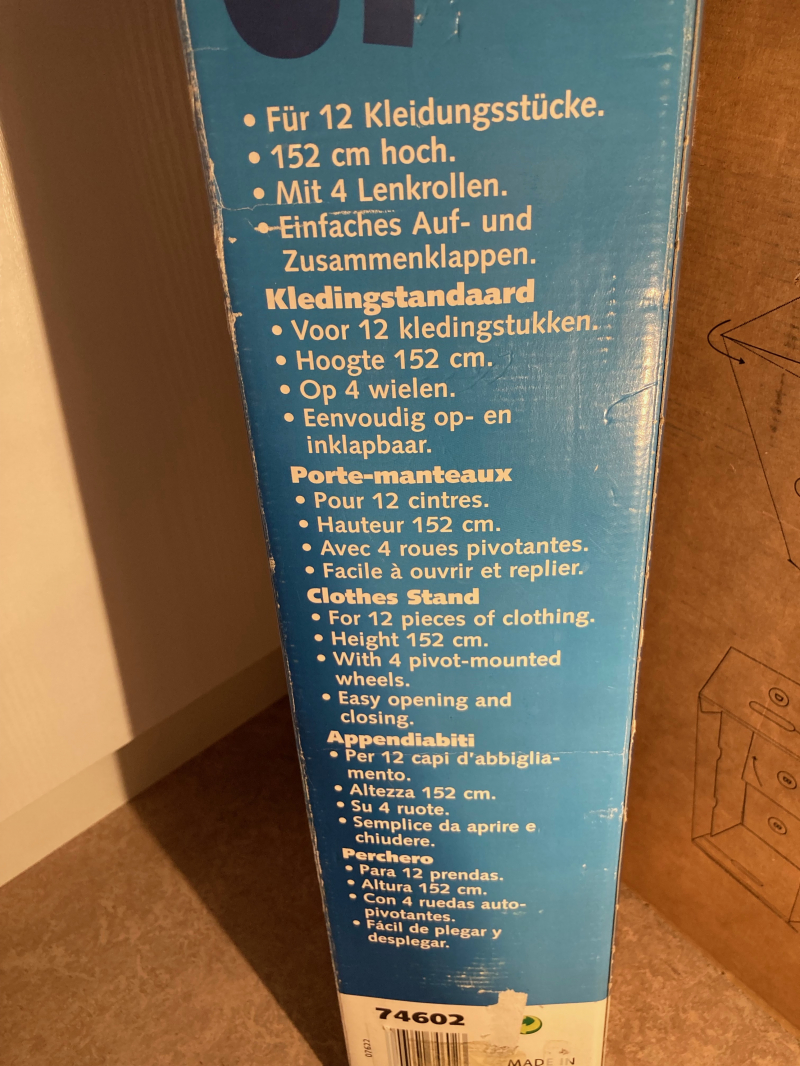 • Für 12 Kleidungsstücke.
• 152 cm hoch.
• Mit 4 Lenkrollen.
• Einfaches Auf- und
Zusammenklappen.
Kledingstandaard
• Voor 12 kledingstukken.
• Hoogte 152 cm.
• Op 4 wielen.
• Eenvoudig op- en
inklapbaar.
Porte-manteaux
• Pour 12 cintres.
• Hauteur 152 cm.
• Avec 4 roues pivotantes.
• Facile à ouvrir et replier.
Clothes Stand
• For 12 pieces of clothing.
• Height 152 cm.
• With 4 pivot-mounted
wheels.
• Easy opening and
closing.
Appendiabiti
• Per 12 capi d'abbiglia-
mento.
• Altezza 152 cm.
• Su 4 ruote.
• Semplice da aprire e
chiudere.
Perchero
• Para 12 prendas.
• Altura 152 cm.
• Con 4 ruedas auto-
pivotantes.
• Fácil de plegar y
desplegar.
74602
MADE IN